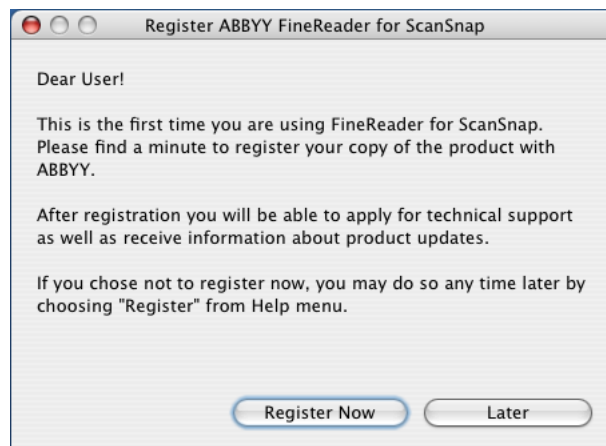 Register ABBYY FineReader for ScanSnap
Dear User!
This is the first time you are using FineReader for ScanSnap.
Please find a minute to register your copy of the product with
ABBYY.
After registration you will be able to apply for technical support
as well as receive information about product updates.
If you chose not to register now, you may do so any time later by
choosing "Register" from Help menu.
Register Now
Later